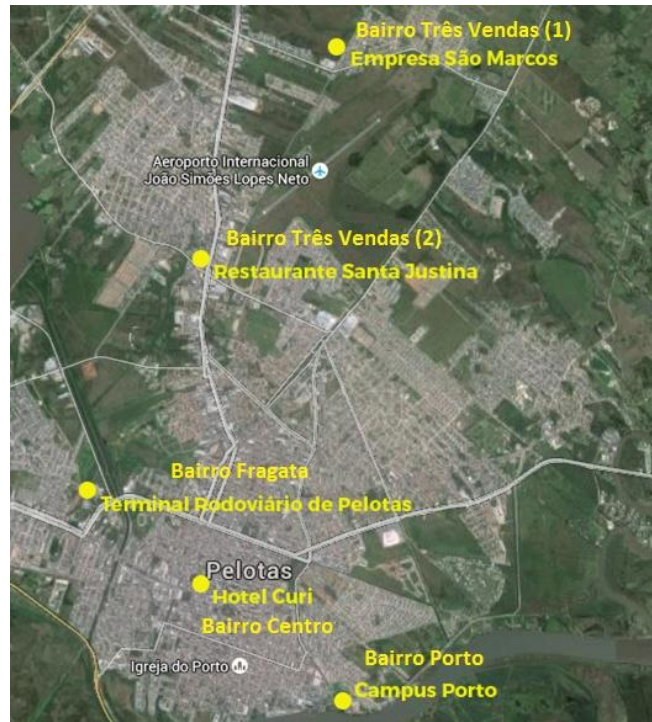 Bairro Três Vendas (1)
Empresa São Marcos
Aeroporto Internacional
João Simões Lopes Neto
Bairro Três Vendas (2)
Restaurante Santa Justina
Bairro Fragata
Terminal Rodoviário de Pelotas
Pelotas
Hotel Curi
Bairro Centro
Bairro Porto
Igreja do Porto
Campus Porto